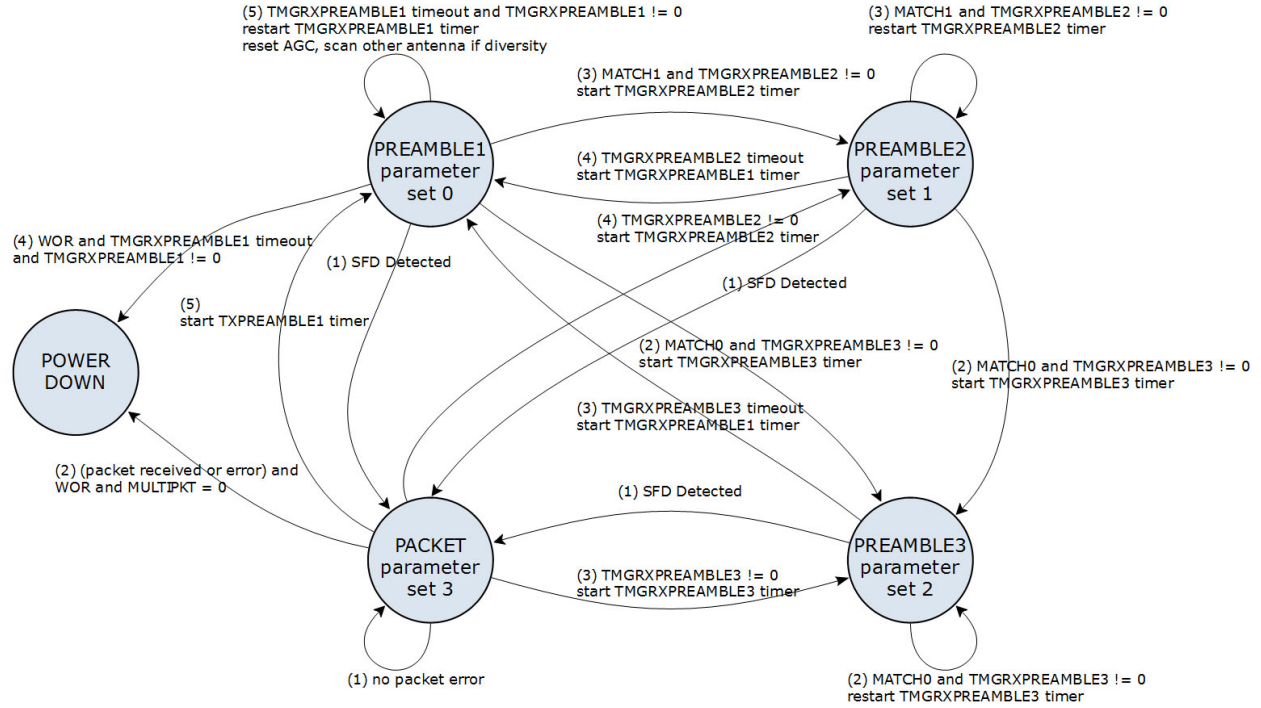 (5) TMGRXPREAMBLE1 timeout and TMGRXPREAMBLE1 != 0
restart TMGRXPREAMBLE1 timer
reset AGC, scan other antenna if diversity
(3) MATCH1 and TMGRXPREAMBLE2 != 0
restart TMGRXPREAMBLE2 timer
(3) MATCH1 and TMGRXPREAMBLE2 != 0
start TMGRXPREAMBLE2 timer
PREAMBLE1
parameter
set 0
PREAMBLE2
parameter
set 1
(4) TMGRXPREAMBLE2 timeout
start TMGRXPREAMBLE1 timer
(4) TMGRXPREAMBLE2 != 0
start TMGRXPREAMBLE2 timer
(4) WOR and TMGRXPREAMBLE1 timeout
and TMGRXPREAMBLE1 != 0
(1) SFD Detected
(1) SFD Detected
(5)
start TXPREAMBLE1 timer
POWER
DOWN
(2) MATCH0 and TMGRXPREAMBLE3 != 0
start TMGRXPREAMBLE3 timer
(2) MATCH0 and TMGRXPREAMBLE3 != 0
start TMGRXPREAMBLE3 timer
(3) TMGRXPREAMBLE3 timeout
start TMGRXPREAMBLE1 timer
(2) (packet received or error) and
WOR and MULTIPKT = 0
(1) SFD Detected
PACKET
parameter
set 3
PREAMBLE3
parameter
set 2
(3) TMGRXPREAMBLE3 != 0
start TMGRXPREAMBLE3 timer
(1) no packet error
(2) MATCH0 and TMGRXPREAMBLE3 != 0
restart TMGRXPREAMBLE3 timer